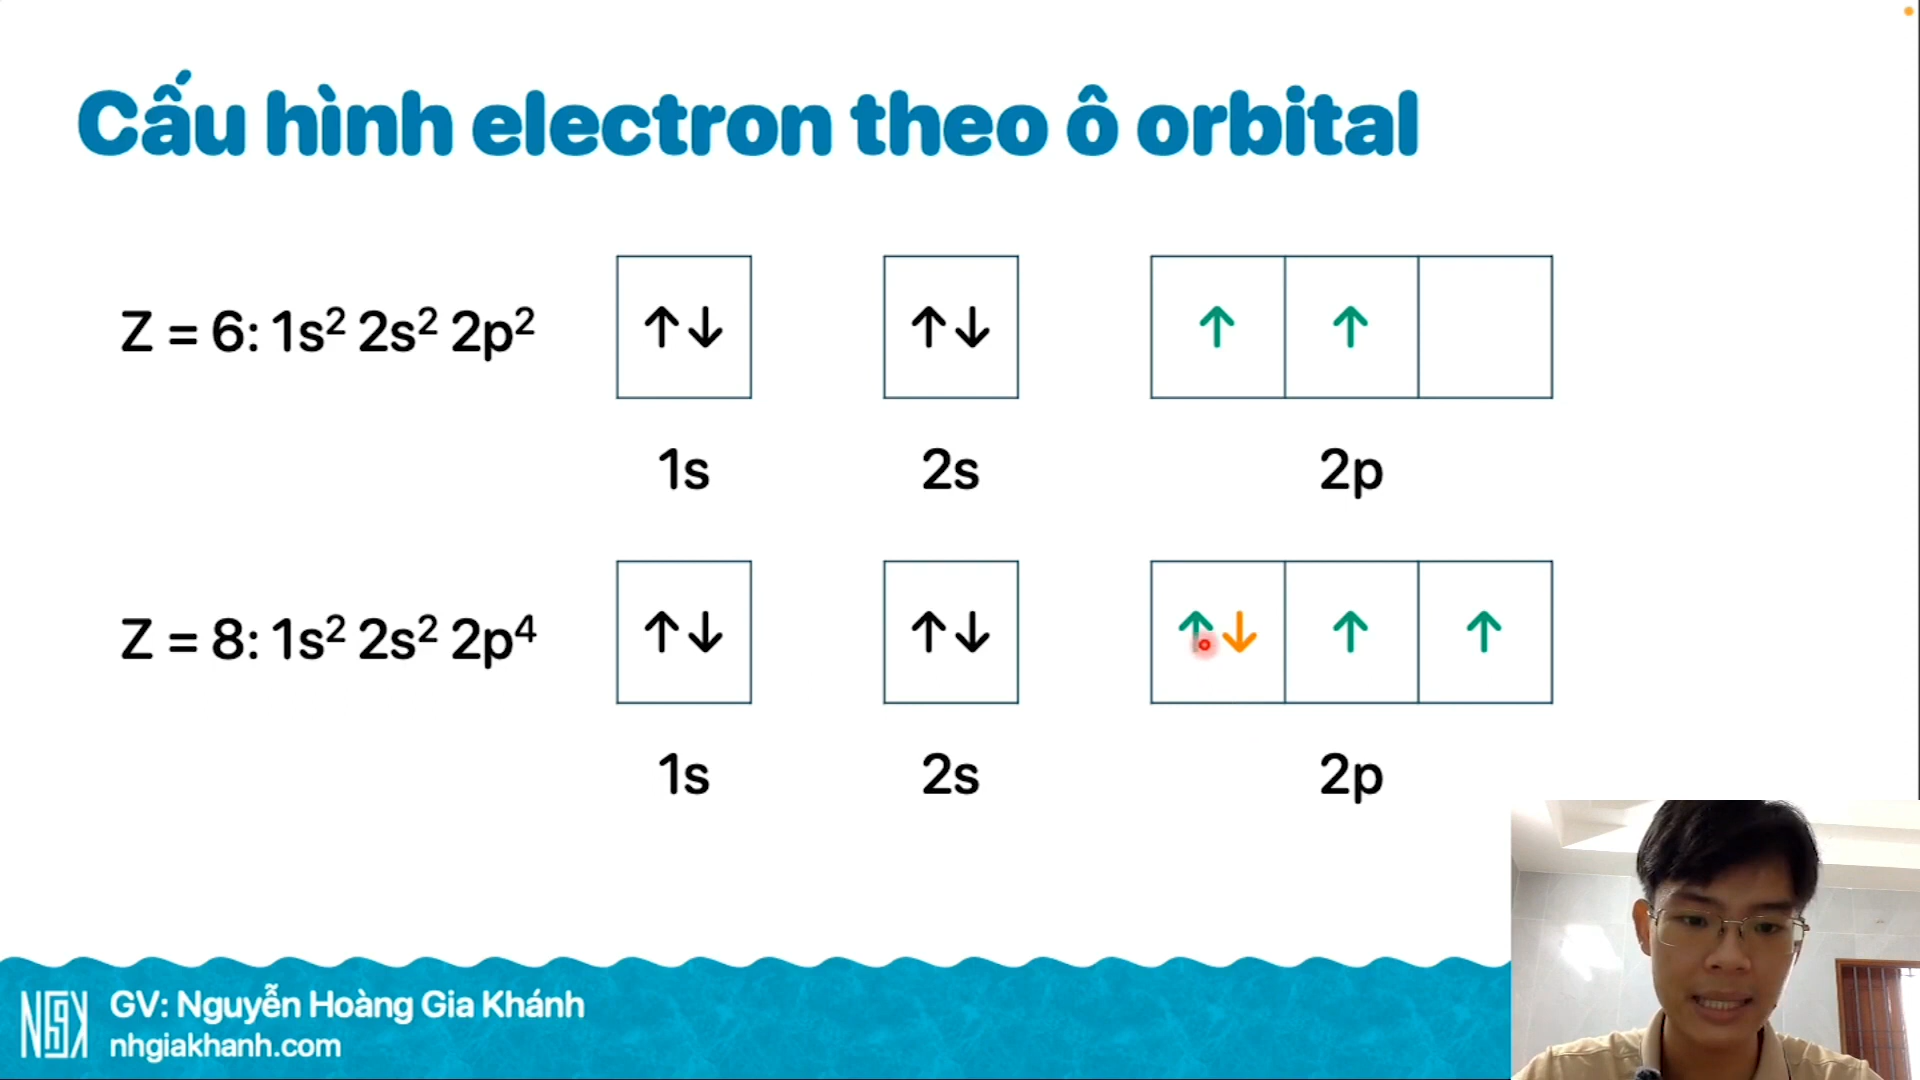 Cấu hình electron theo ô orbital
Z = 6: 1s² 2s² 2p² ↑↓ ↑↓ ↑ ↑
1s 2s 2p
Z = 8: 1s² 2s² 2p⁴ ↑↓ ↑↓ ↑↓ ↑ ↑
1s 2s 2p
NGK GV: Nguyễn Hoàng Gia Khánh
nhgiakhanh.com